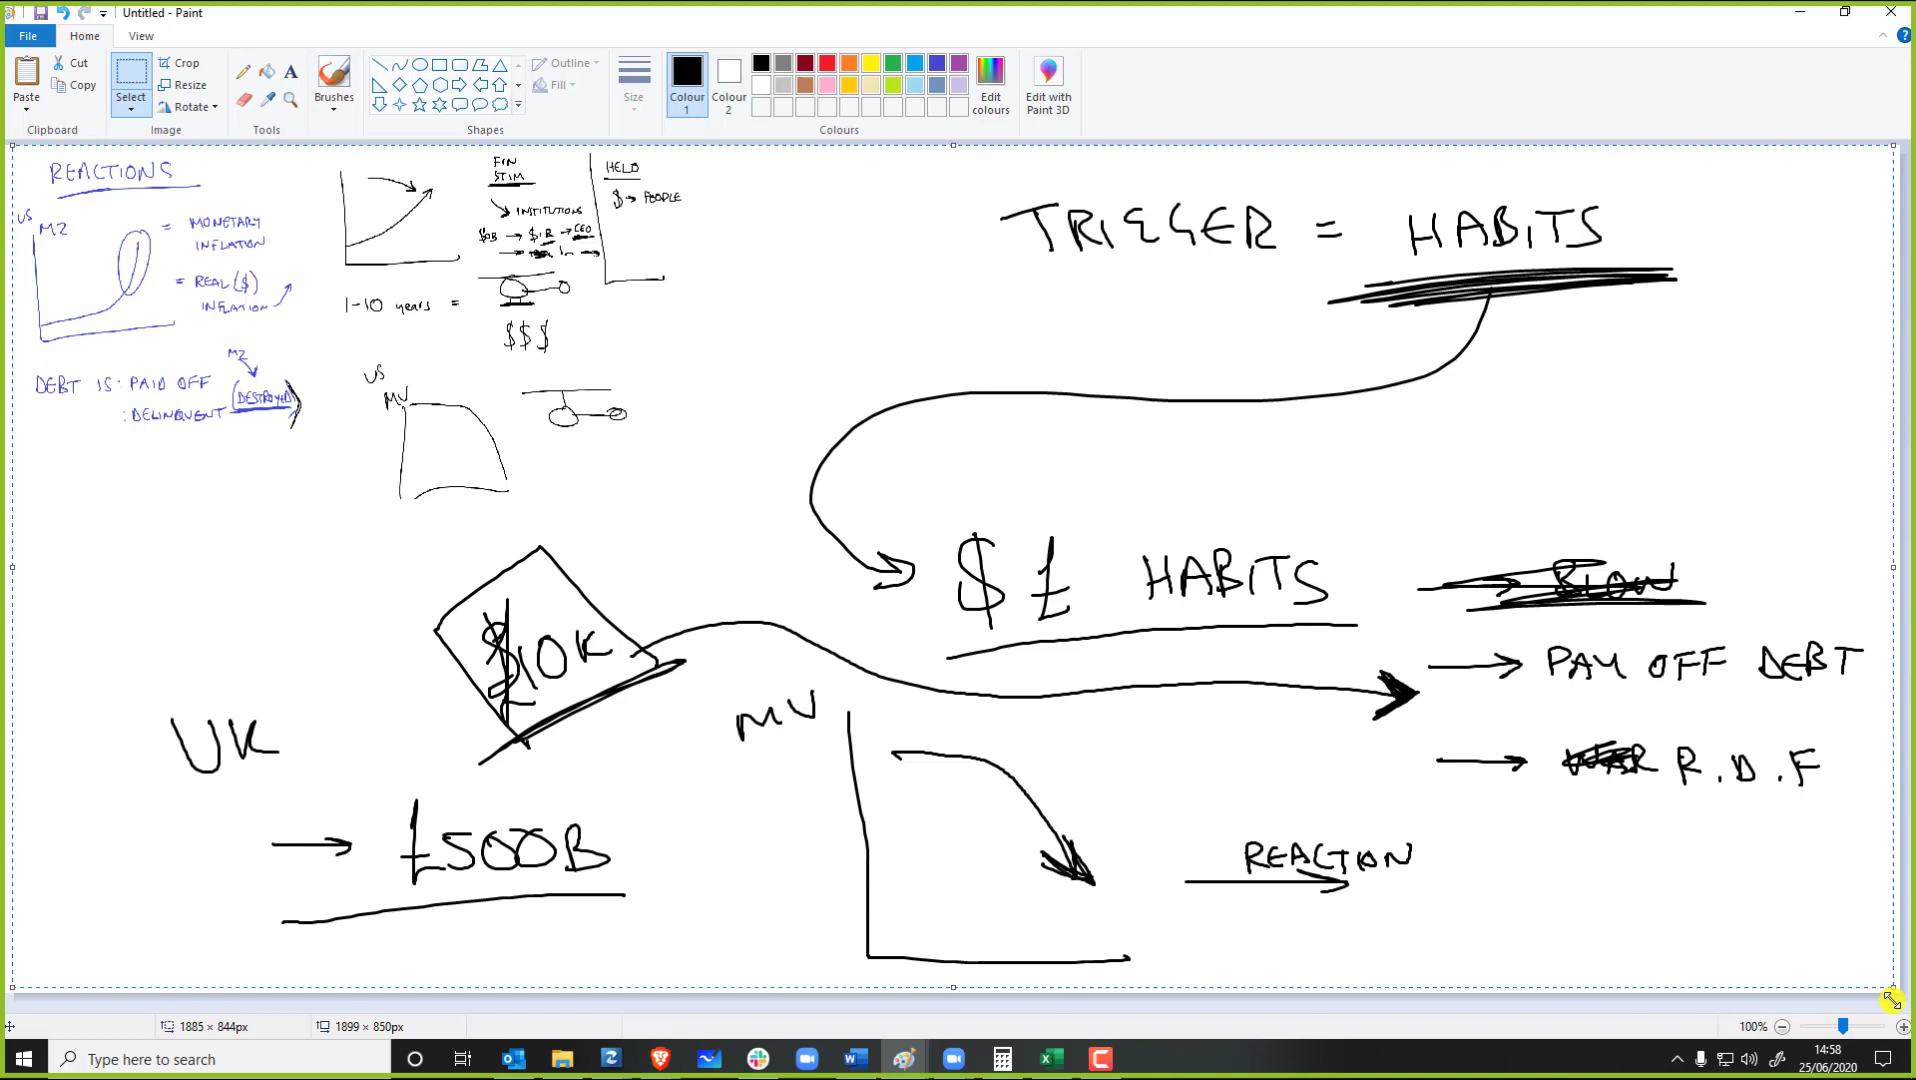 Untitled - Paint
File
Home
View
Paste
Cut
Copy
Clipboard
Select
Crop
Resize
Rotate
Image
Tools
Brushes
Shapes
Outline
Fill
Size
Colour 1
Colour 2
Colours
Edit colours
Edit with Paint 3D
REACTIONS
US
M2
= MONETARY
INFLATION
= REAL ($)
INFLATION
M2
DEBT IS: PAID OFF
: DELINQUENT
(DESTROYED)
FIN
STIM
INSTITUTIONS
CEO
HELD
$ → PEOPLE
1-10 years =
$$$
US
MV
TRIGGER = HABITS
$ £ HABITS
BLOW
PAY OFF DEBT
R.D.F
10K
UK
£500B
MV
REACTION
1885 × 844px
1899 × 850px
100%
Type here to search
14:58
25/06/2020